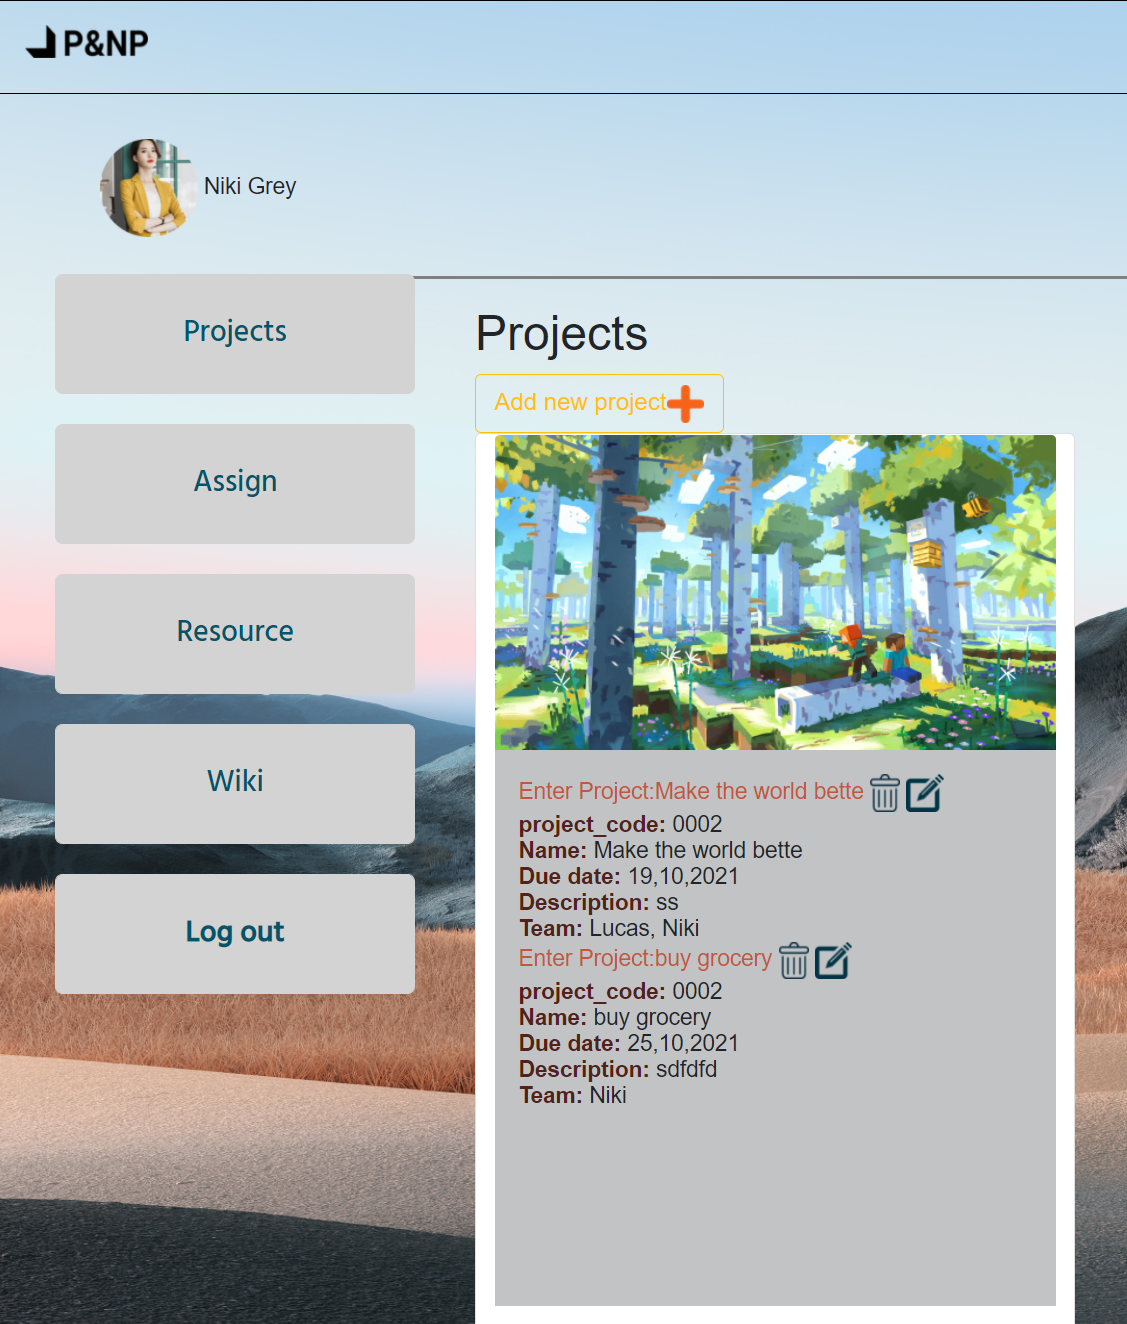 P&NP
Niki Grey
Projects
Assign
Resource
Wiki
Log out
Projects
Add new project
Enter Project:Make the world bette
project_code: 0002
Name: Make the world bette
Due date: 19,10,2021
Description: ss
Team: Lucas, Niki
Enter Project:buy grocery
project_code: 0002
Name: buy grocery
Due date: 25,10,2021
Description: sdfdfd
Team: Niki